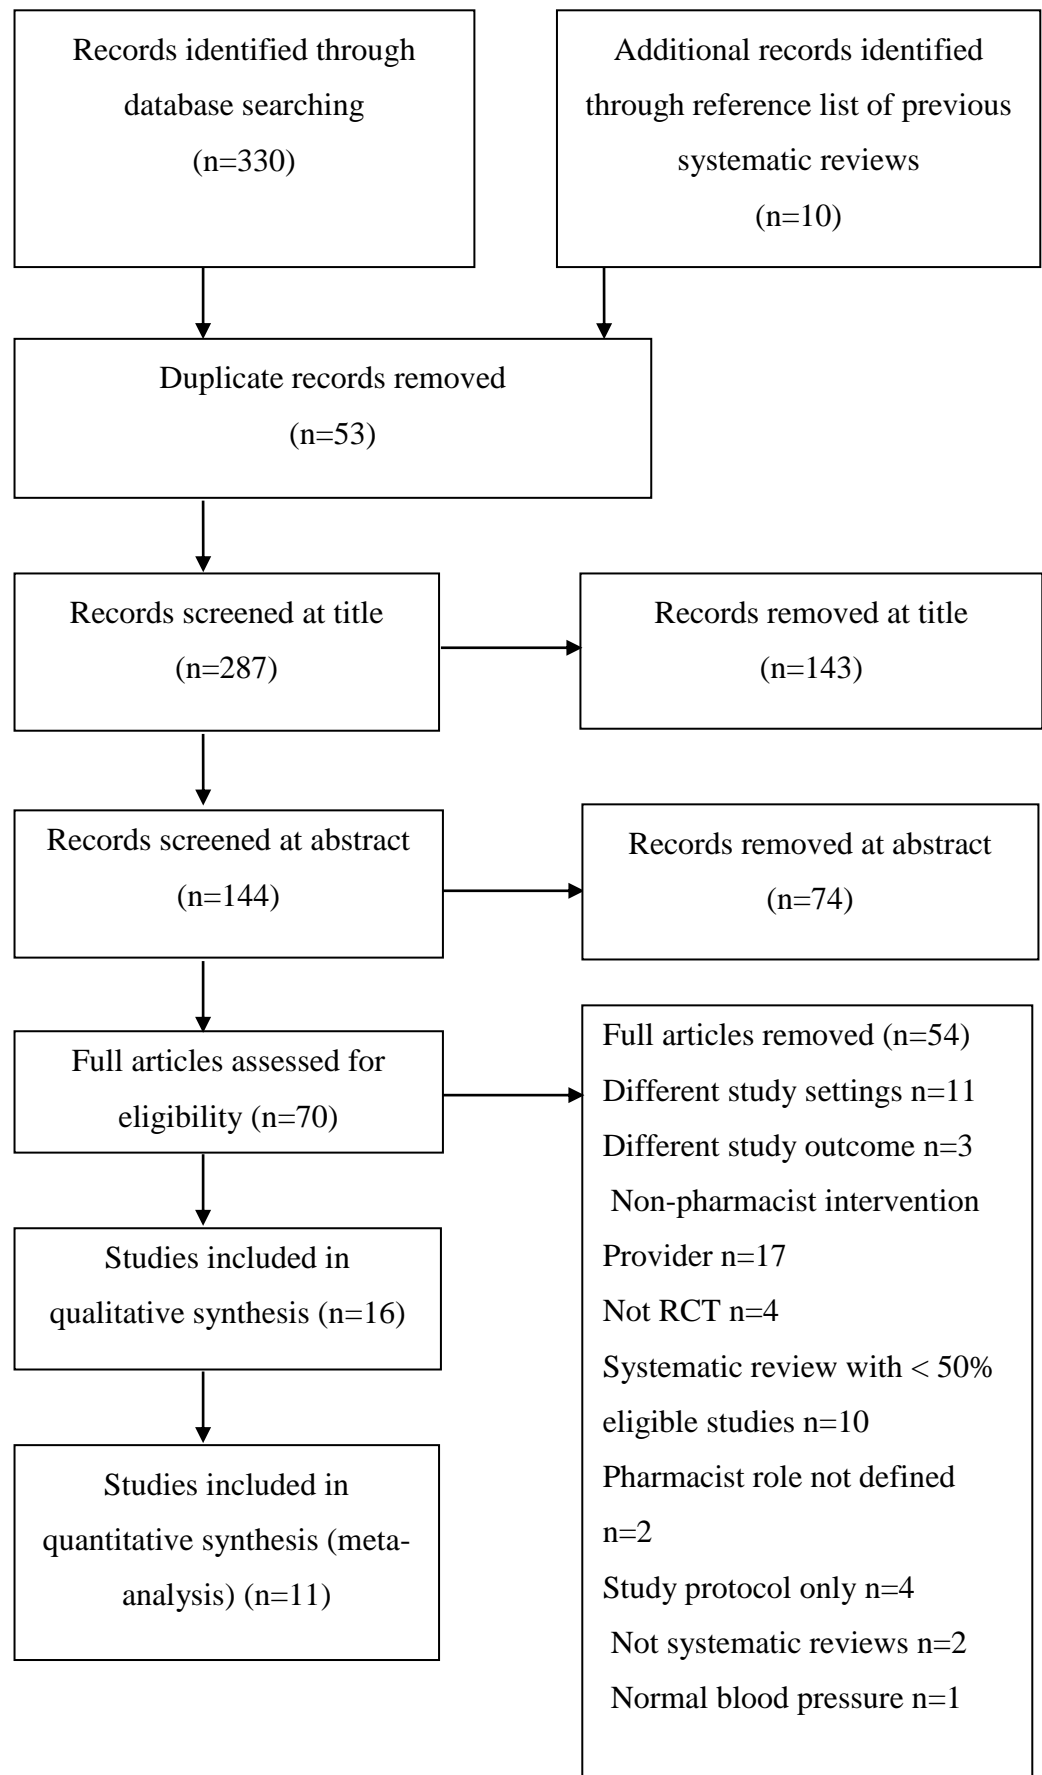 Records identified through
database searching
(n=330)
Additional records identified
through reference list of previous
systematic reviews
(n=10)
Duplicate records removed
(n=53)
Records screened at title
(n=287)
Records removed at title
(n=143)
Records screened at abstract
(n=144)
Records removed at abstract
(n=74)
Full articles assessed for
eligibility (n=70)
Full articles removed (n=54)
Different study settings n=11
Different study outcome n=3
Non-pharmacist intervention
Provider n=17
Not RCT n=4
Systematic review with < 50%
eligible studies n=10
Pharmacist role not defined
n=2
Study protocol only n=4
Not systematic reviews n=2
Normal blood pressure n=1
Studies included in
qualitative synthesis (n=16)
Studies included in
quantitative synthesis (meta-
analysis) (n=11)